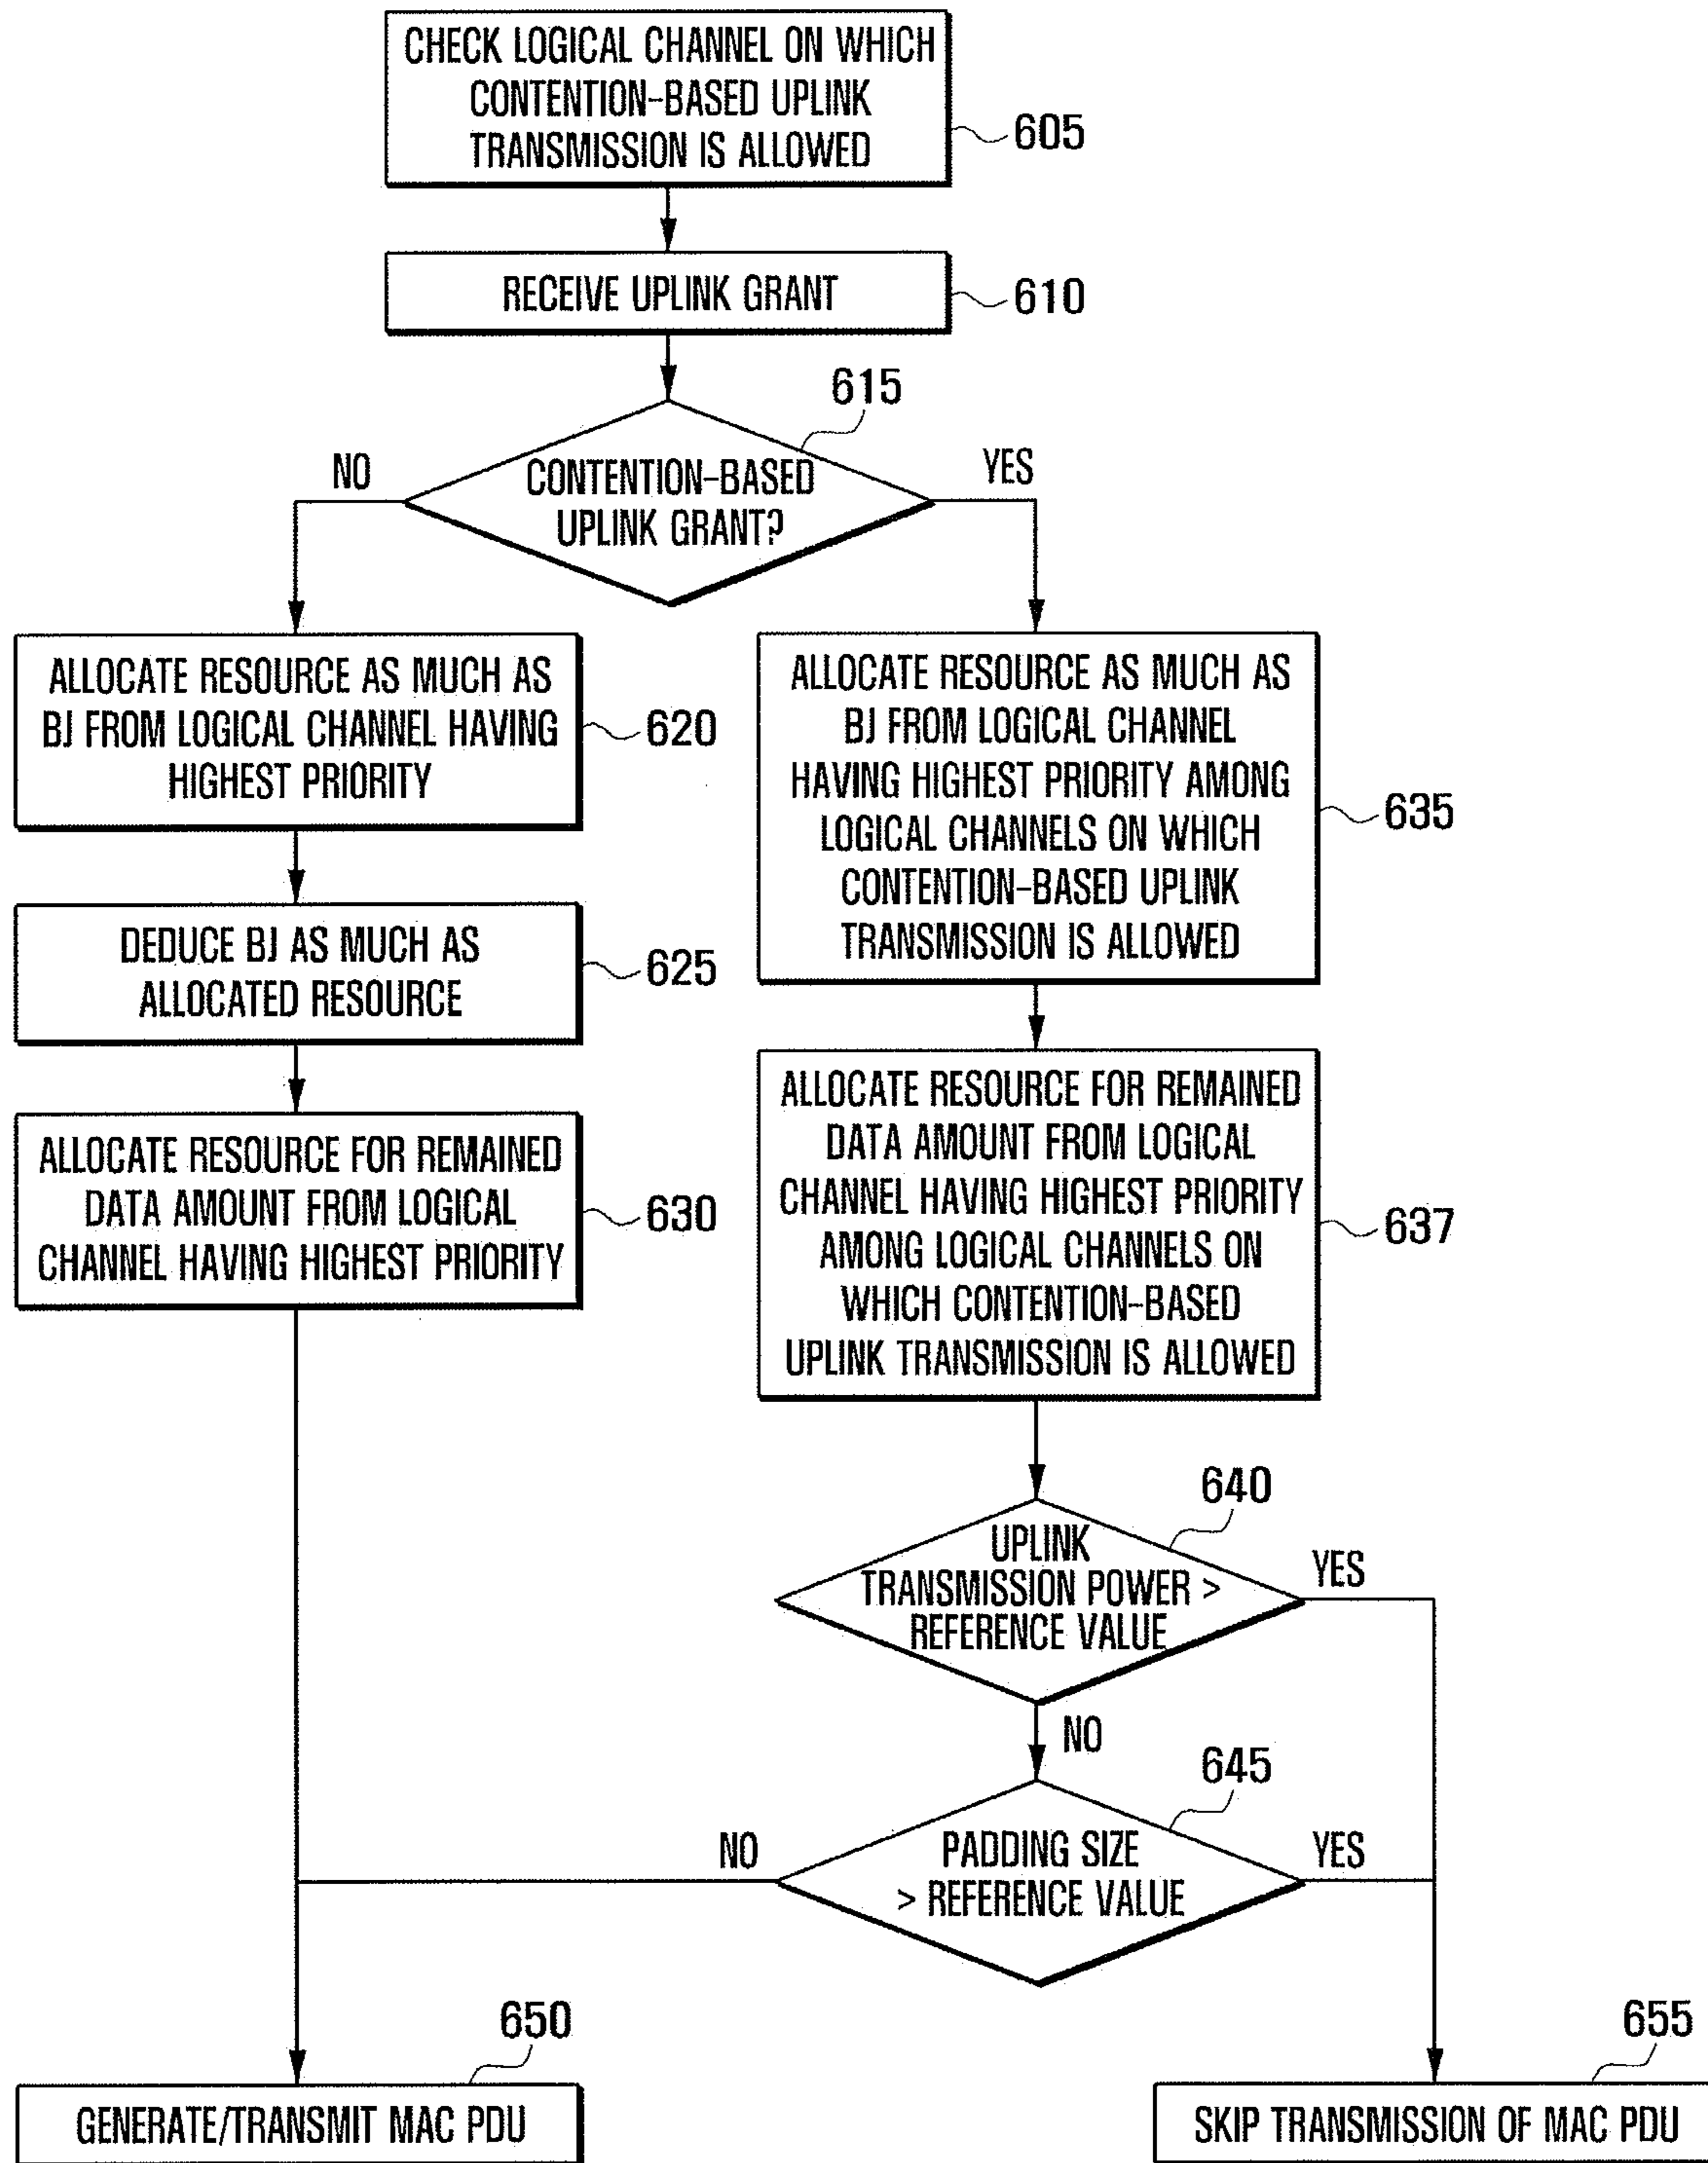 CHECK LOGICAL CHANNEL ON WHICH
CONTENTION-BASED UPLINK
TRANSMISSION IS ALLOWED
605
RECEIVE UPLINK GRANT
610
615
NO
CONTENTION-BASED
UPLINK GRANT?
YES
ALLOCATE RESOURCE AS MUCH AS
BJ FROM LOGICAL CHANNEL HAVING
HIGHEST PRIORITY
620
DEDUCE BJ AS MUCH AS
ALLOCATED RESOURCE
625
ALLOCATE RESOURCE FOR REMAINED
DATA AMOUNT FROM LOGICAL
CHANNEL HAVING HIGHEST PRIORITY
630
ALLOCATE RESOURCE AS MUCH AS
BJ FROM LOGICAL CHANNEL
HAVING HIGHEST PRIORITY AMONG
LOGICAL CHANNELS ON WHICH
CONTENTION-BASED UPLINK
TRANSMISSION IS ALLOWED
635
ALLOCATE RESOURCE FOR REMAINED
DATA AMOUNT FROM LOGICAL
CHANNEL HAVING HIGHEST PRIORITY
AMONG LOGICAL CHANNELS ON
WHICH CONTENTION-BASED
UPLINK TRANSMISSION IS ALLOWED
637
640
UPLINK
TRANSMISSION POWER >
REFERENCE VALUE
YES
NO
645
NO
PADDING SIZE
> REFERENCE VALUE
YES
650
GENERATE/TRANSMIT MAC PDU
655
SKIP TRANSMISSION OF MAC PDU